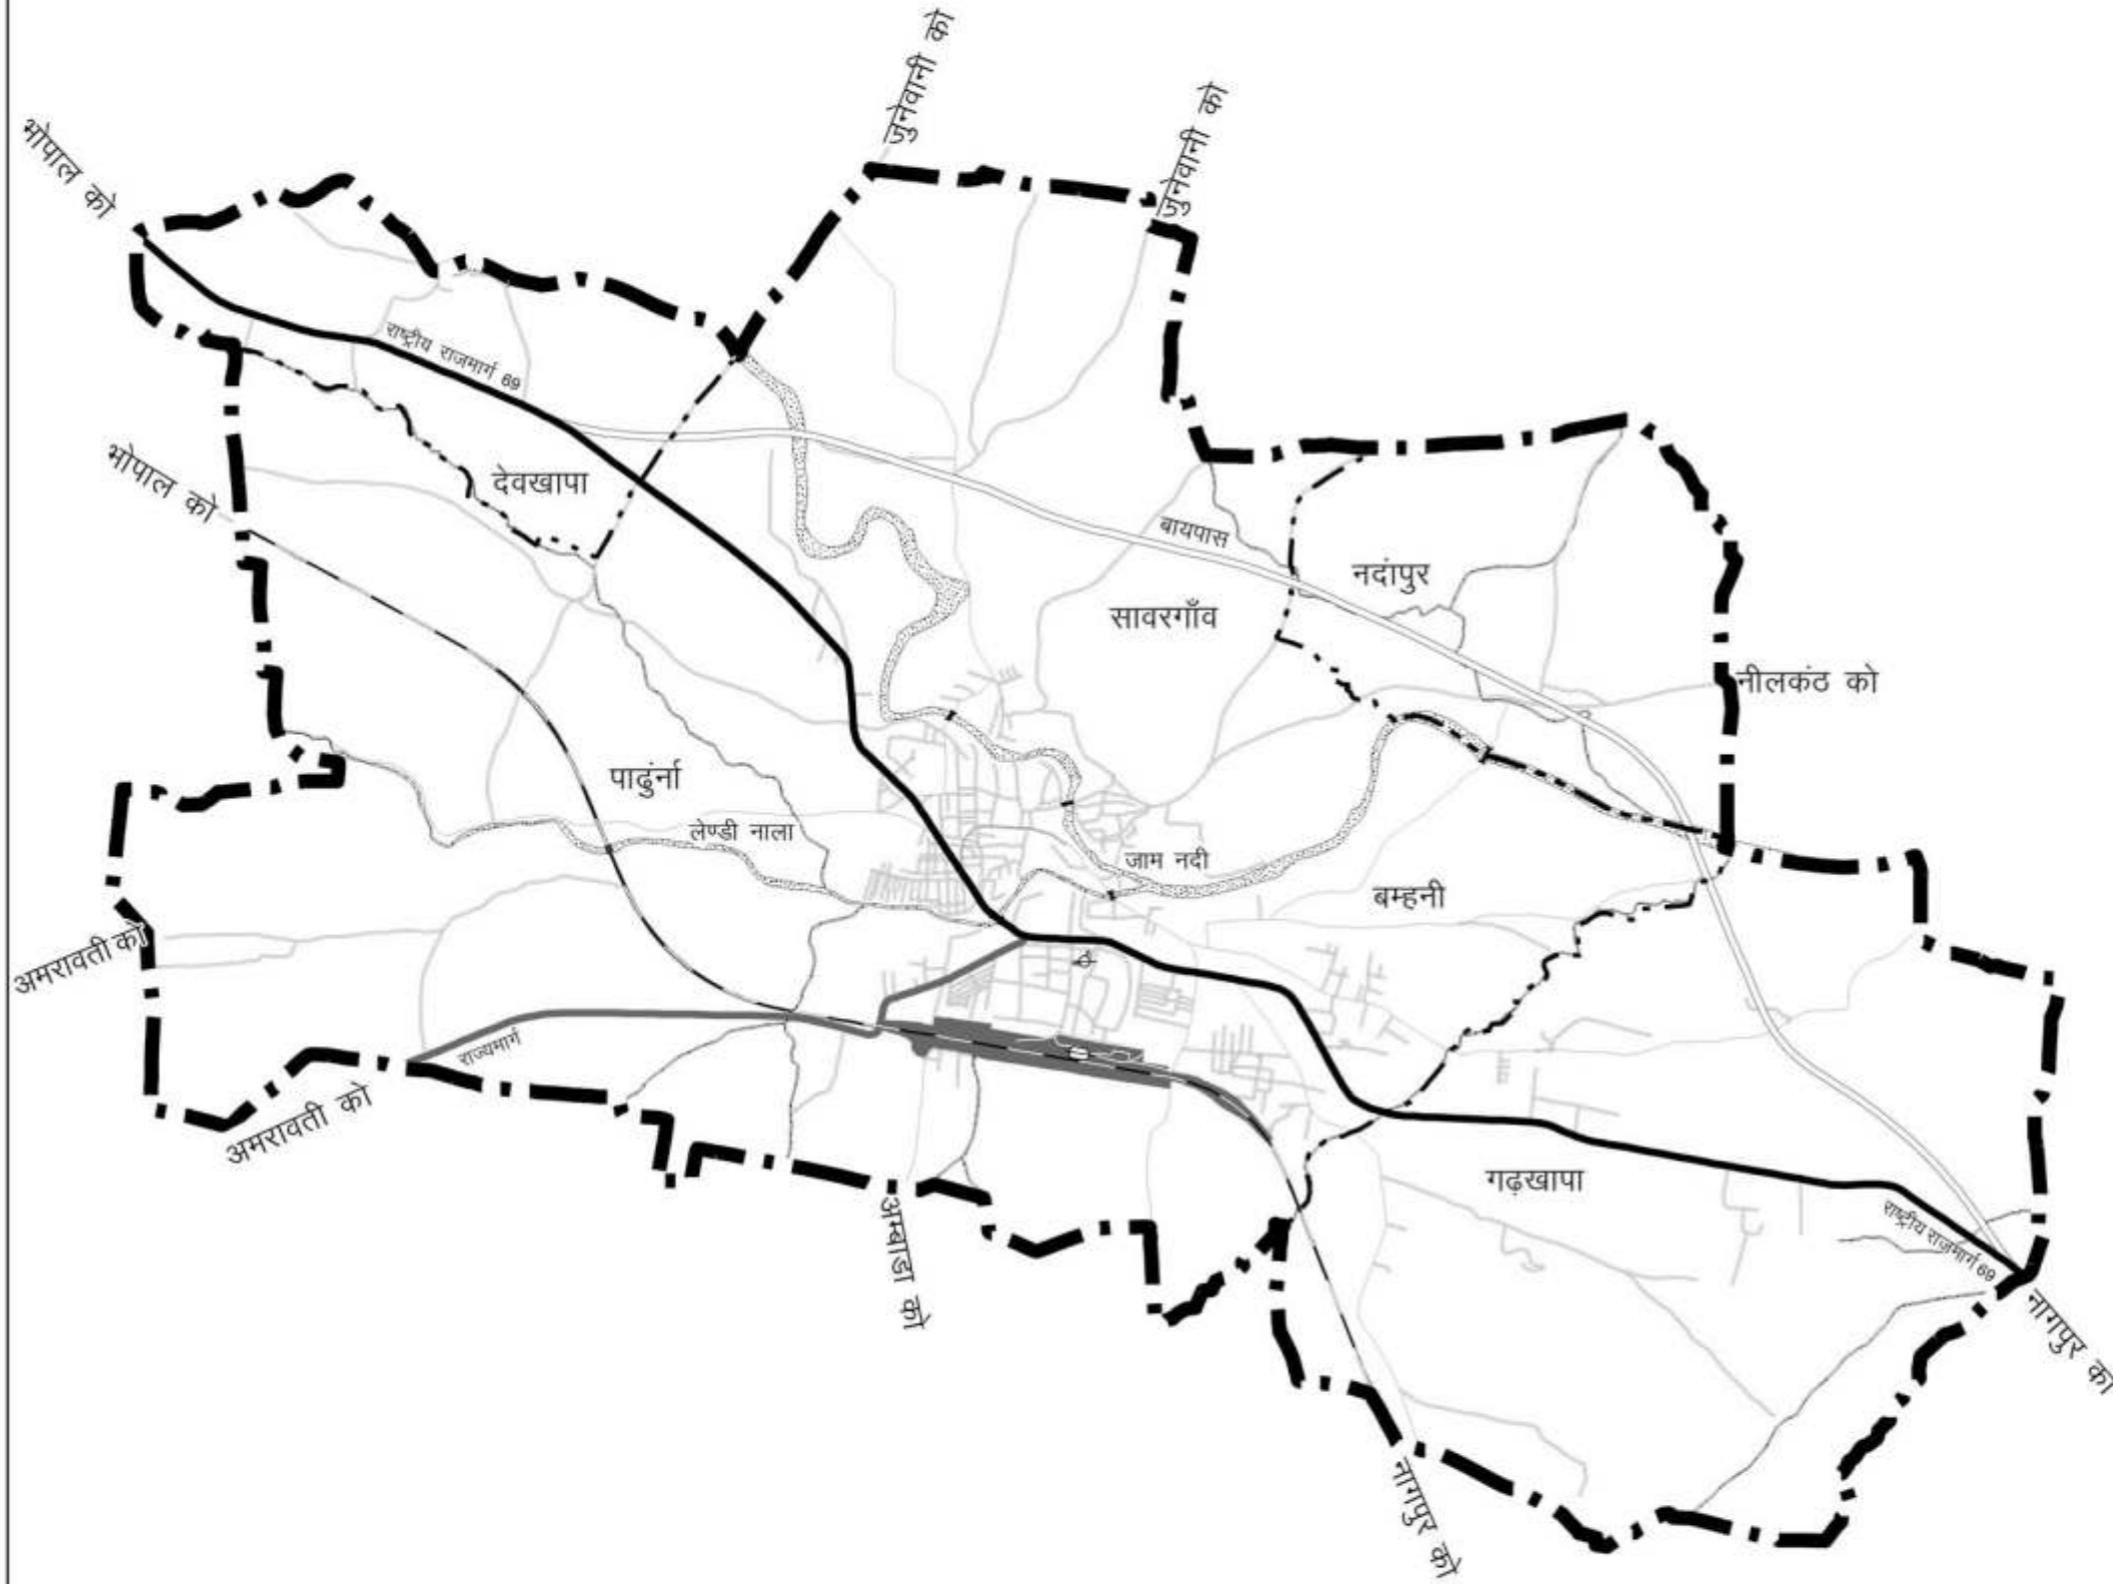 जुनेवानी को
जुनेवानी को
भोपाल को
राष्ट्रीय राजमार्ग 69
भोपाल को
देवखापा
बायपास
नदांपुर
सावरगाँव
नीलकंठ को
पाढुंर्ना
लेण्डी नाला
जाम नदी
बम्हनी
अमरावती को
राज्यमार्ग
अमरावती को
गढ़खापा
राष्ट्रीय राजमार्ग 69
अम्बाडा को
नागपुर को
नागपुर को